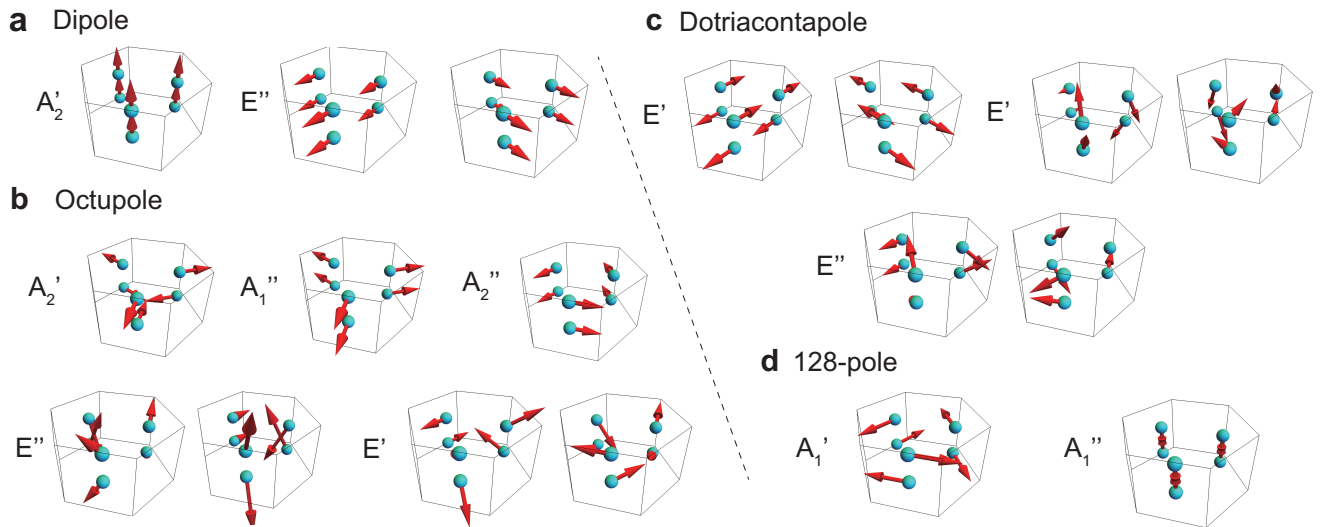 a Dipole
A2'
E''
b Octupole
A2'
A1''
A2''
E''
E'
c Dotriacontapole
E'
E'
E''
d 128-pole
A1'
A1''